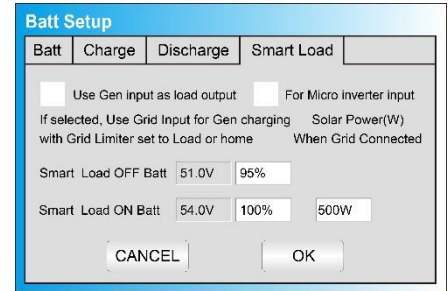 Batt Setup
Batt Charge Discharge Smart Load
Use Gen input as load output For Micro inverter input
If selected, Use Grid Input for Gen charging Solar Power(W)
with Grid Limiter set to Load or home When Grid Connected
Smart Load OFF Batt 51.0V 95%
Smart Load ON Batt 54.0V 100% 500W
CANCEL OK